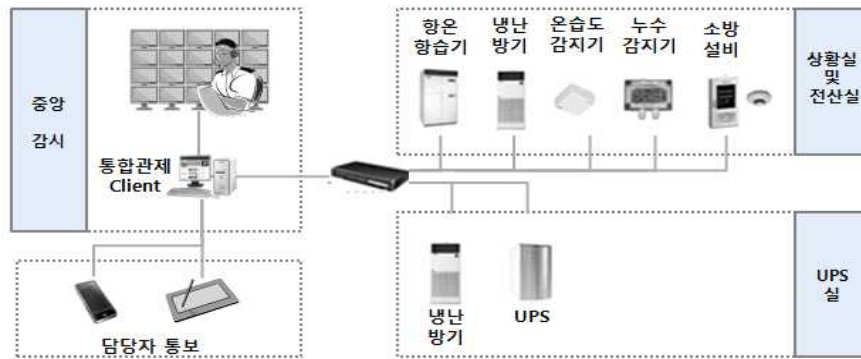 중앙
감시
통합관제
Client
담당자 통보
항온
항습기
냉난
방기
온습도
감지기
누수
감지기
소방
설비
상황실
및
전산실
냉난
방기
UPS
UPS
실